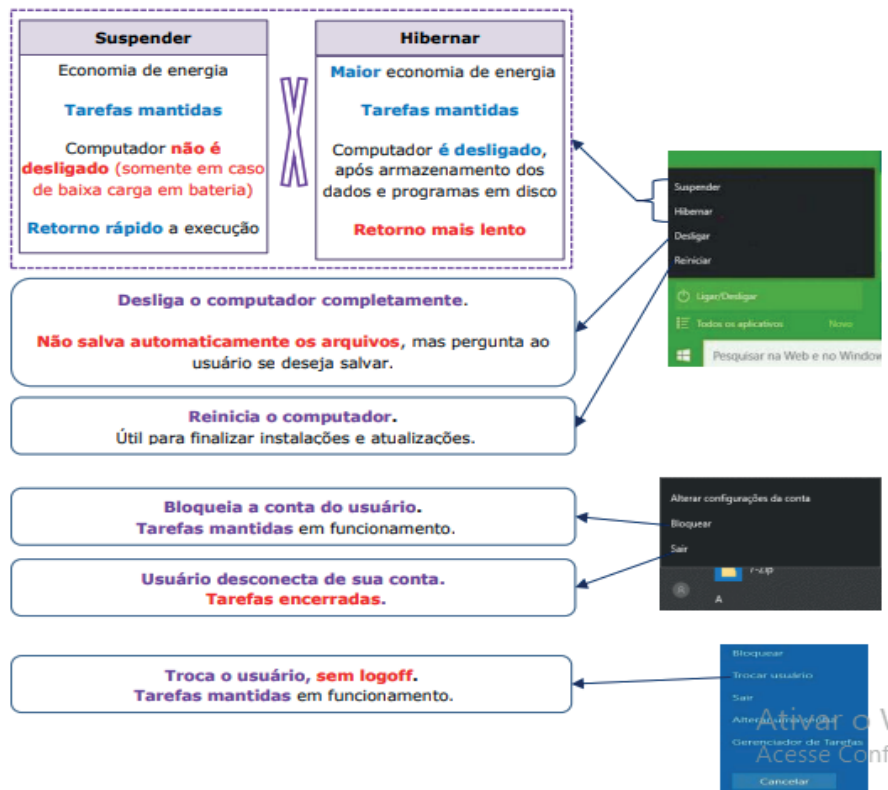 Suspender
Economia de energia
Tarefas mantidas
Computador não é
desligado (somente em caso
de baixa carga em bateria)
Retorno rápido a execução
X
Hibernar
Maior economia de energia
Tarefas mantidas
Computador é desligado,
após armazenamento dos
dados e programas em disco
Retorno mais lento
Suspender
Hibernar
Desligar
Reiniciar
Ligar/Desligar
Todos os aplicativos Novo
Pesquisar na Web e no Window
Desliga o computador completamente.
Não salva automaticamente os arquivos, mas pergunta ao
usuário se deseja salvar.
Reinicia o computador.
Útil para finalizar instalações e atualizações.
Bloqueia a conta do usuário.
Tarefas mantidas em funcionamento.
Usuário desconecta de sua conta.
Tarefas encerradas.
Alterar configurações da conta
Bloquear
Sair
7-Zip
R
A
Troca o usuário, sem logoff.
Tarefas mantidas em funcionamento.
Bloquear
Trocar usuário
Sair
Alterar uma senha
Gerenciador de Tarefas
Cancelar
Ativar o W
Acesse Conf